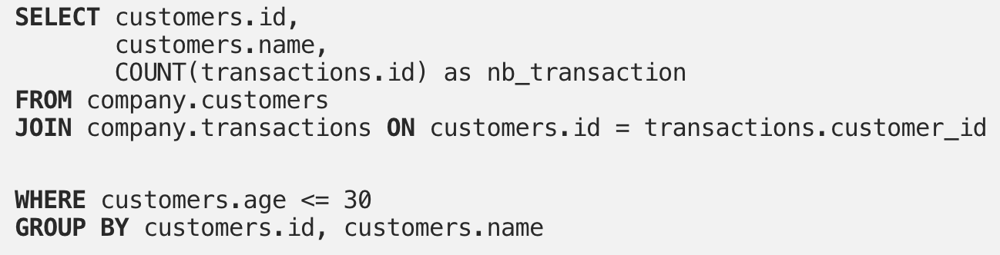 SELECT customers.id,
customers.name,
COUNT(transactions.id) as nb_transaction
FROM company.customers
JOIN company.transactions ON customers.id = transactions.customer_id
WHERE customers.age <= 30
GROUP BY customers.id, customers.name